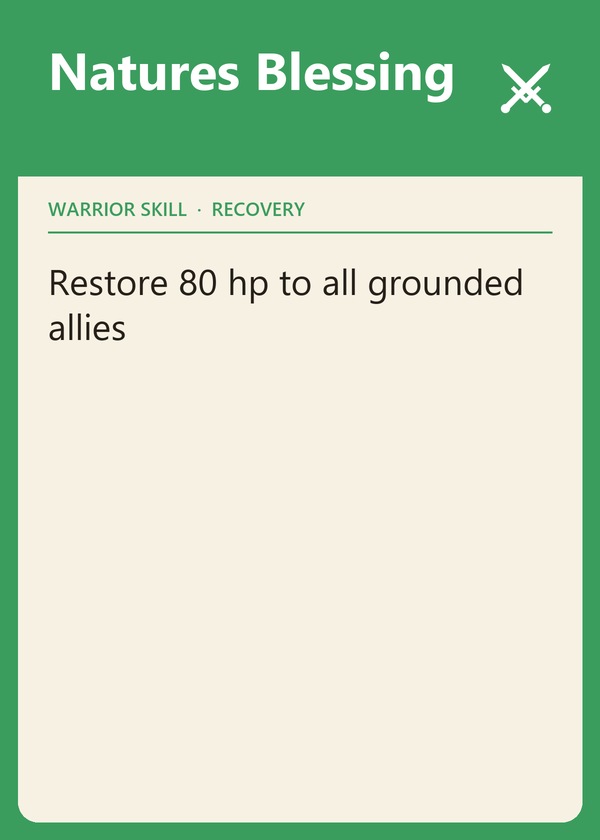 Natures Blessing
WARRIOR SKILL · RECOVERY
Restore 80 hp to all grounded
allies